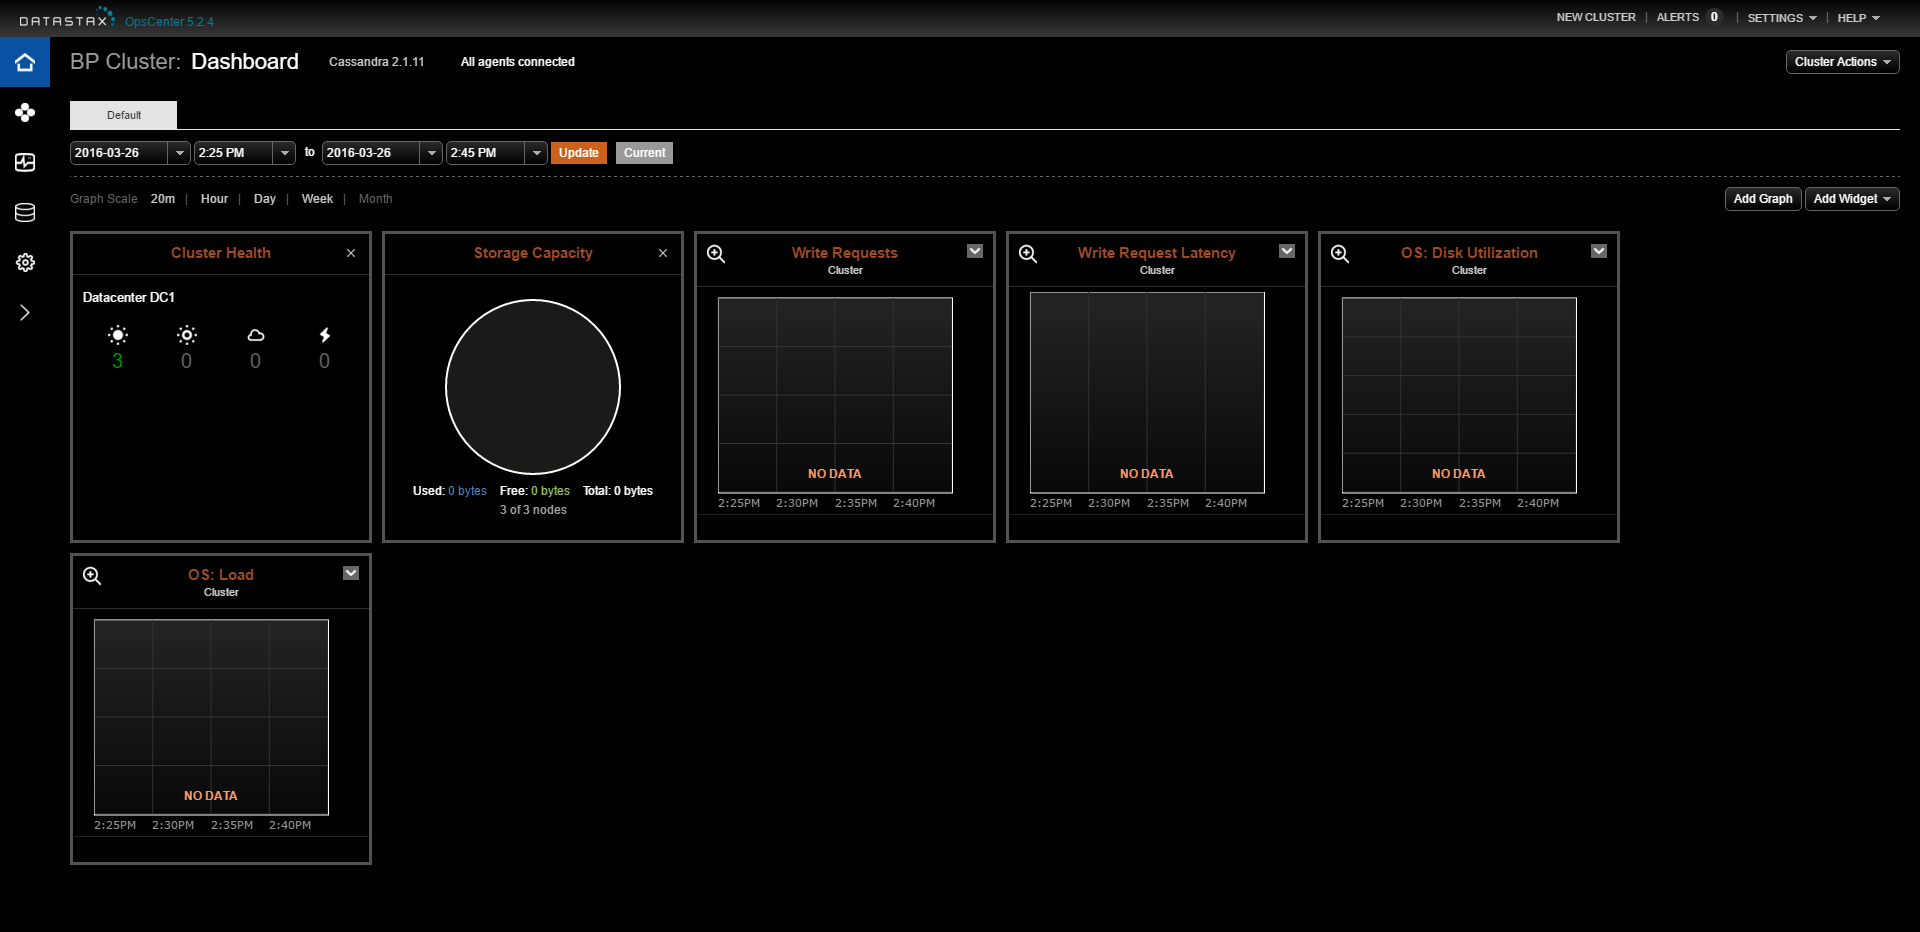 DATASTAX OpsCenter 5.2.4
NEW CLUSTER | ALERTS 0 | SETTINGS | HELP
BP Cluster: Dashboard Cassandra 2.1.11 All agents connected
Cluster Actions
Default
2016-03-26 2:25 PM to 2016-03-26 2:45 PM Update Current
Graph Scale 20m | Hour | Day | Week | Month
Add Graph Add Widget
Cluster Health
Datacenter DC1
3 0 0 0
Storage Capacity
Used: 0 bytes Free: 0 bytes Total: 0 bytes
3 of 3 nodes
Write Requests
Cluster
NO DATA
2:25PM 2:30PM 2:35PM 2:40PM
Write Request Latency
Cluster
NO DATA
2:25PM 2:30PM 2:35PM 2:40PM
OS: Disk Utilization
Cluster
NO DATA
2:25PM 2:30PM 2:35PM 2:40PM
OS: Load
Cluster
NO DATA
2:25PM 2:30PM 2:35PM 2:40PM